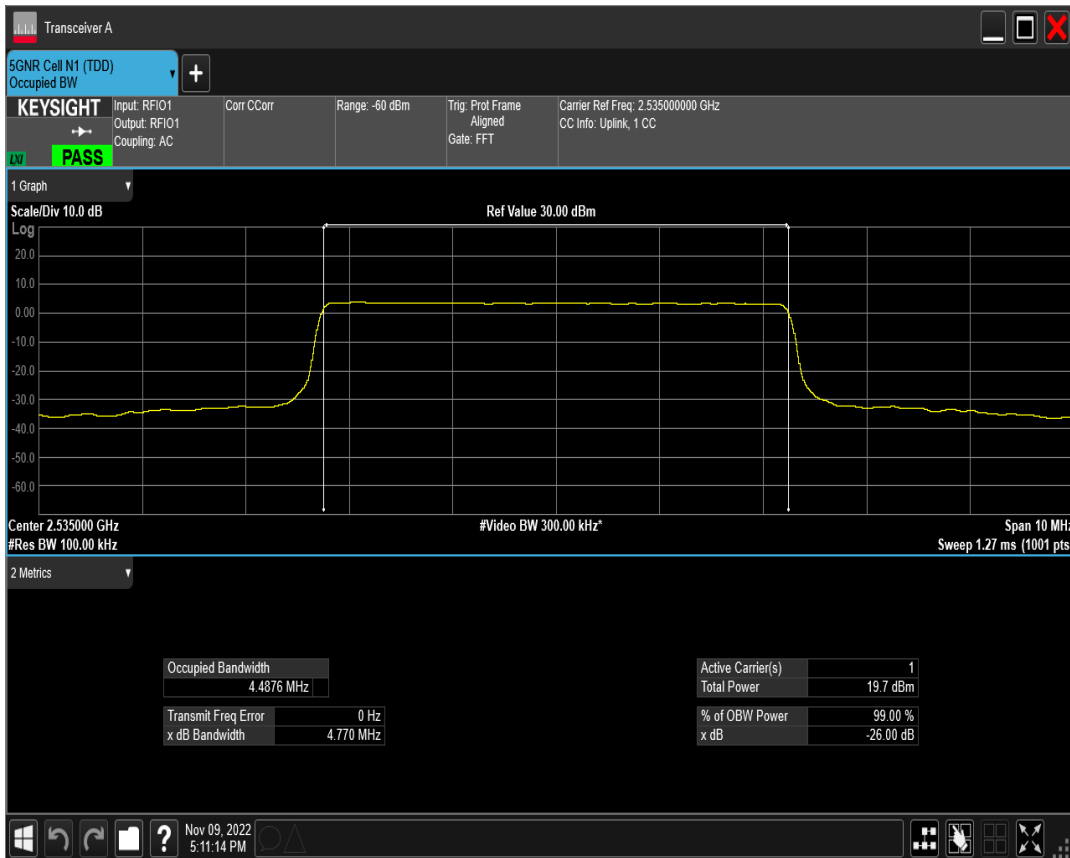 Transceiver A
5GNR Cell N1 (TDD)
Occupied BW
+
KEYSIGHT
LXI
PASS
Input: RFIO1
Output: RFIO1
Coupling: AC
Corr CCorr
Range: -60 dBm
Trig: Prot Frame
Aligned
Gate: FFT
Carrier Ref Freq: 2.535000000 GHz
CC Info: Uplink, 1 CC
1 Graph
Scale/Div 10.0 dB
Ref Value 30.00 dBm
Log
20.0
10.0
0.00
-10.0
-20.0
-30.0
-40.0
-50.0
-60.0
Center 2.535000 GHz
#Video BW 300.00 kHz*
Span 10 MHz
#Res BW 100.00 kHz
Sweep 1.27 ms (1001 pts
2 Metrics
Occupied Bandwidth
4.4876 MHz
Transmit Freq Error 0 Hz
x dB Bandwidth 4.770 MHz
Active Carrier(s) 1
Total Power 19.7 dBm
% of OBW Power 99.00 %
x dB -26.00 dB
?
Nov 09, 2022
5:11:14 PM